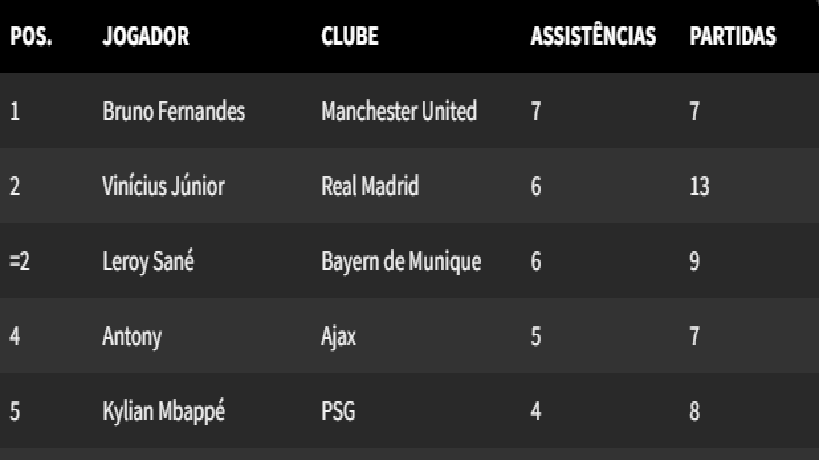 POS. JOGADOR CLUBE ASSISTÊNCIAS PARTIDAS
1 Bruno Fernandes Manchester United 7 7
2 Vinícius Júnior Real Madrid 6 13
=2 Leroy Sané Bayern de Munique 6 9
4 Antony Ajax 5 7
5 Kylian Mbappé PSG 4 8